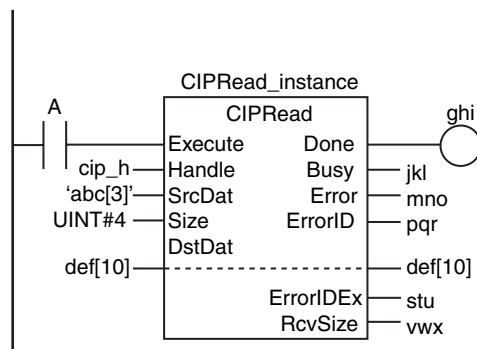 CIPRead_instance
A
CIPRead
ghi
Execute Done
cip_h Handle Busy jkl
‘abc[3]’ SrcDat Error mno
UINT#4 Size ErrorID pqr
DstDat
def[10] def[10]
ErrorIDEx stu
RcvSize vwx